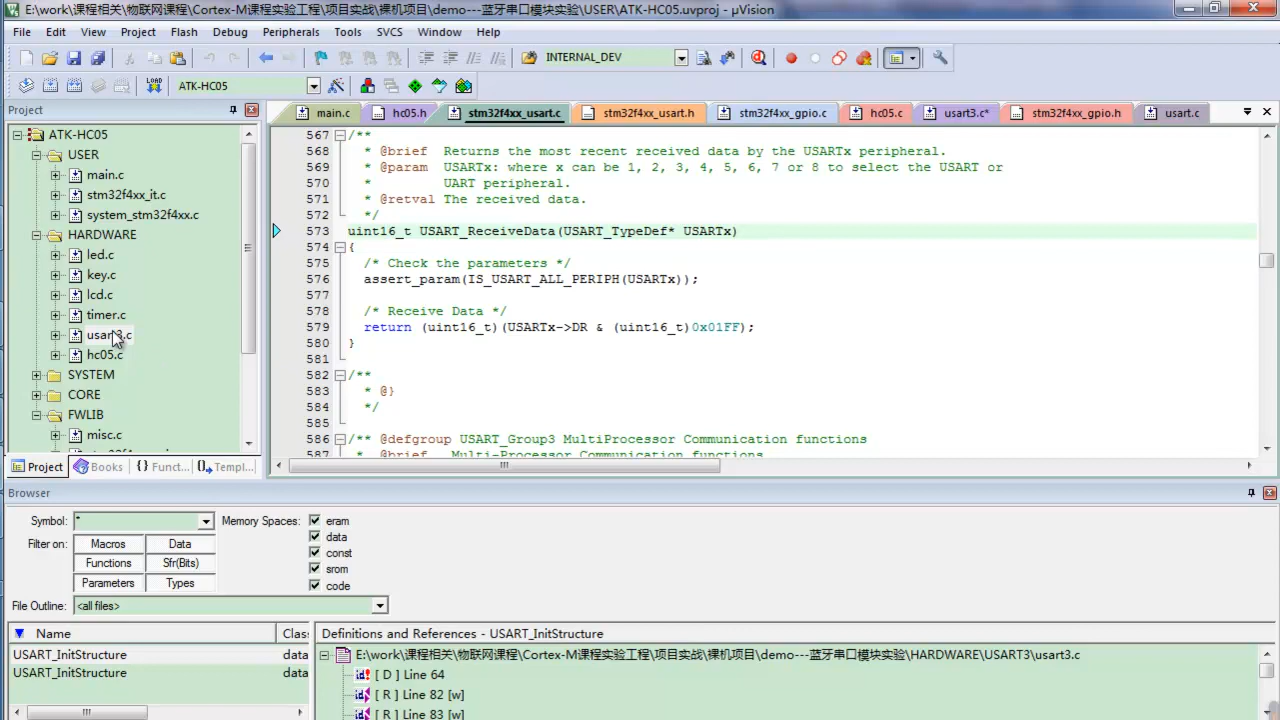 E:\work\课程相关\物联网课程\Cortex-M课程实验工程\项目实战\裸机项目\demo---蓝牙串口模块实验\USER\ATK-HC05.uvproj - µVision
File Edit View Project Flash Debug Peripherals Tools SVCS Window Help
INTERNAL_DEV
LOAD ATK-HC05
Project
main.c hc05.h stm32f4xx_usart.c stm32f4xx_usart.h stm32f4xx_gpio.c hc05.c usart3.c* stm32f4xx_gpio.h usart.c
ATK-HC05
USER
main.c
stm32f4xx_it.c
system_stm32f4xx.c
HARDWARE
led.c
key.c
lcd.c
timer.c
usart3.c
hc05.c
SYSTEM
CORE
FWLIB
misc.c
Project Books Funct... Templ...
567 /**
568 * @brief Returns the most recent received data by the USARTx peripheral.
569 * @param USARTx: where x can be 1, 2, 3, 4, 5, 6, 7 or 8 to select the USART or
570 * UART peripheral.
571 * @retval The received data.
572 */
573 uint16_t USART_ReceiveData(USART_TypeDef* USARTx)
574 {
575 /* Check the parameters */
576 assert_param(IS_USART_ALL_PERIPH(USARTx));
577
578 /* Receive Data */
579 return (uint16_t)(USARTx->DR & (uint16_t)0x01FF);
580 }
581
582 /**
583 * @}
584 */
585
586 /** @defgroup USART_Group3 MultiProcessor Communication functions
587 * @brief Multi-Processor Communication functions
Browser
Symbol: * Memory Spaces: eram
data
const
srom
code
Filter on: Macros Data
Functions Sfr(Bits)
Parameters Types
File Outline: <all files>
Name Clas
USART_InitStructure data
USART_InitStructure data
Definitions and References - USART_InitStructure
E:\work\课程相关\物联网课程\Cortex-M课程实验工程\项目实战\裸机项目\demo---蓝牙串口模块实验\HARDWARE\USART3\usart3.c
[ D ] Line 64
[ R ] Line 82 [w]
[ R ] Line 83 [w]